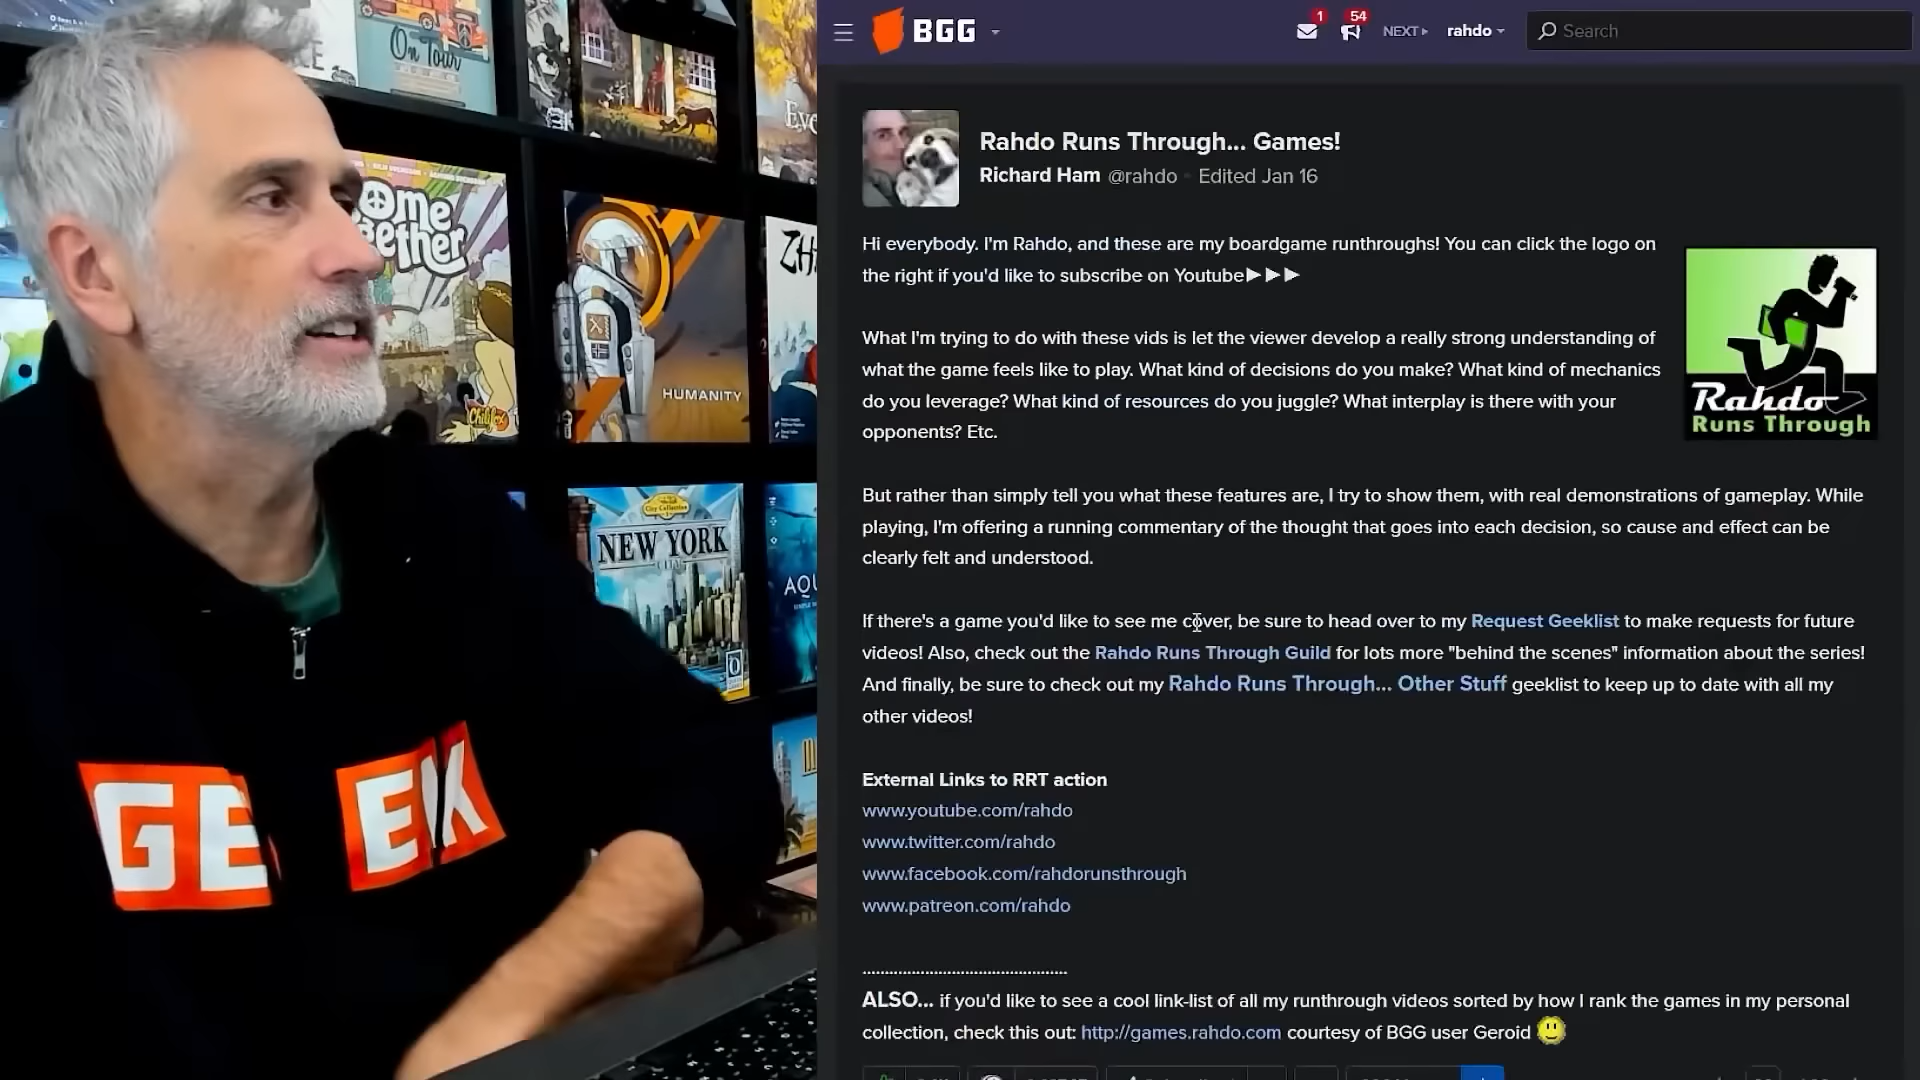 On Tour
Eve
Come
Together
Chilifox
HUMANITY
ZH
City Collection
NEW YORK
CITY
AQU
GEEK
BGG
1
54
NEXT
rahdo
Search
Rahdo Runs Through... Games!
Richard Ham @rahdo Edited Jan 16
Hi everybody. I'm Rahdo, and these are my boardgame runthroughs! You can click the logo on
the right if you'd like to subscribe on Youtube►►►
What I'm trying to do with these vids is let the viewer develop a really strong understanding of
what the game feels like to play. What kind of decisions do you make? What kind of mechanics
do you leverage? What kind of resources do you juggle? What interplay is there with your
opponents? Etc.
Rahdo
Runs Through
But rather than simply tell you what these features are, I try to show them, with real demonstrations of gameplay. While
playing, I'm offering a running commentary of the thought that goes into each decision, so cause and effect can be
clearly felt and understood.
If there's a game you'd like to see me cover, be sure to head over to my Request Geeklist to make requests for future
videos! Also, check out the Rahdo Runs Through Guild for lots more "behind the scenes" information about the series!
And finally, be sure to check out my Rahdo Runs Through... Other Stuff geeklist to keep up to date with all my
other videos!
External Links to RRT action
www.youtube.com/rahdo
www.twitter.com/rahdo
www.facebook.com/rahdorunsthrough
www.patreon.com/rahdo
..............................................
ALSO... if you'd like to see a cool link-list of all my runthrough videos sorted by how I rank the games in my personal
collection, check this out: http://games.rahdo.com courtesy of BGG user Geroid